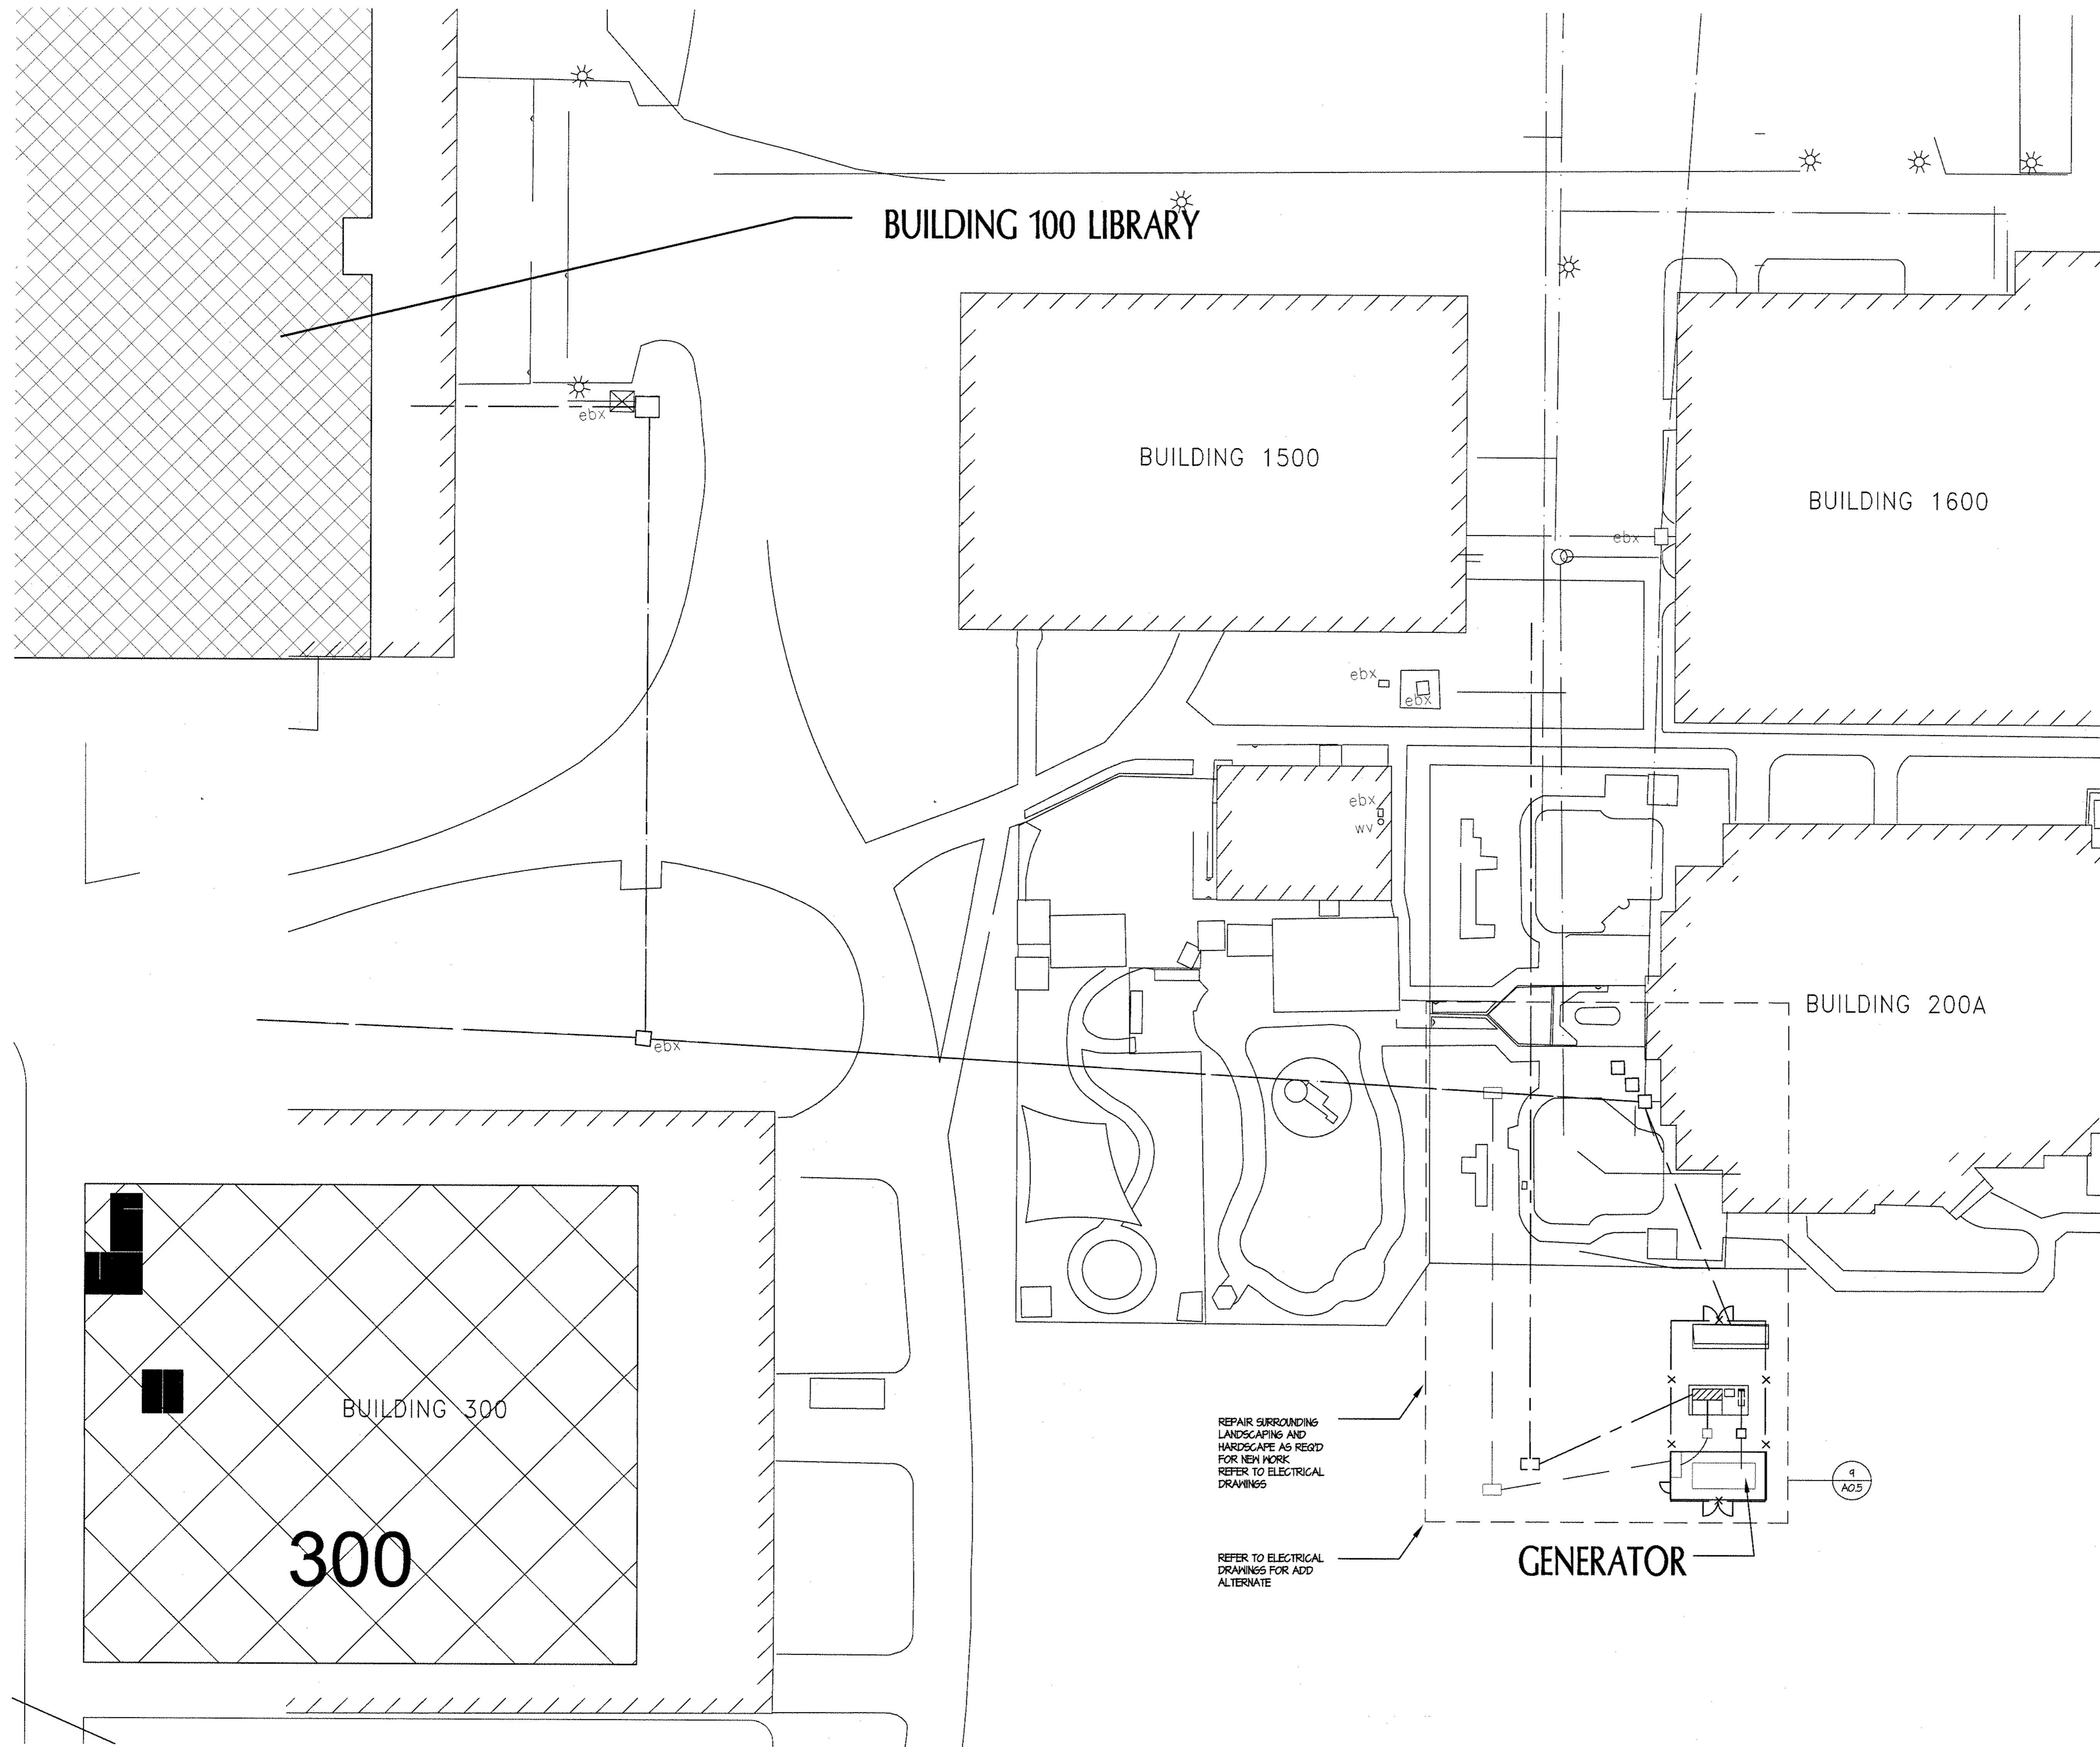 BUILDING 100 LIBRARY
ebx
BUILDING 1500
BUILDING 1600
ebx
ebx
ebx
ebx
wv
BUILDING 200A
ebx
BUILDING 300
300
REPAIR SURROUNDING
LANDSCAPING AND
HARDSCAPE AS REQ'D
FOR NEW WORK
REFER TO ELECTRICAL
DRAWINGS
9
A0.5
REFER TO ELECTRICAL
DRAWINGS FOR ADD
ALTERNATE
GENERATOR